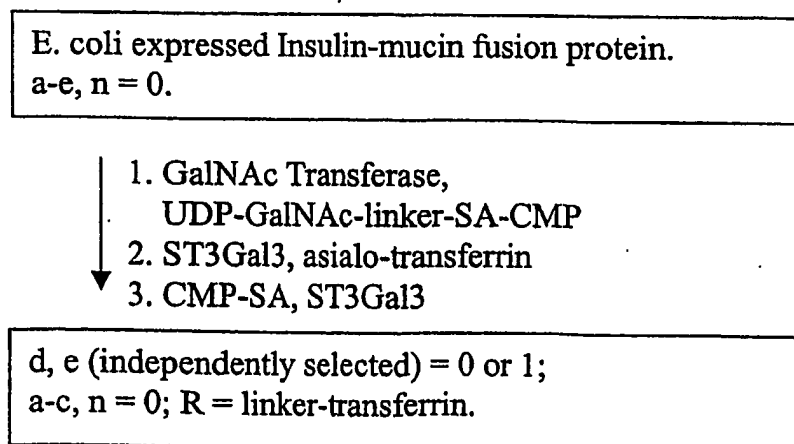 E. coli expressed Insulin-mucin fusion protein.
a-e, n = 0.
1. GalNAc Transferase,
UDP-GalNAc-linker-SA-CMP
2. ST3Gal3, asialo-transferrin
3. CMP-SA, ST3Gal3
d, e (independently selected) = 0 or 1;
a-c, n = 0; R = linker-transferrin.